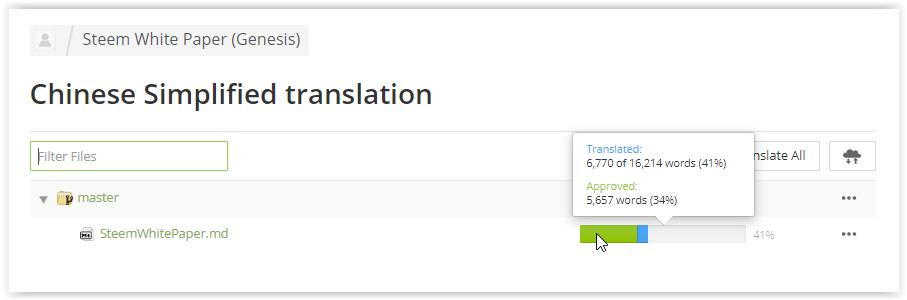 Steem White Paper (Genesis)
Chinese Simplified translation
Filter Files
Translated:
6,770 of 16,214 words (41%)
Approved:
5,657 words (34%)
nslate All
master
SteemWhitePaper.md
41%